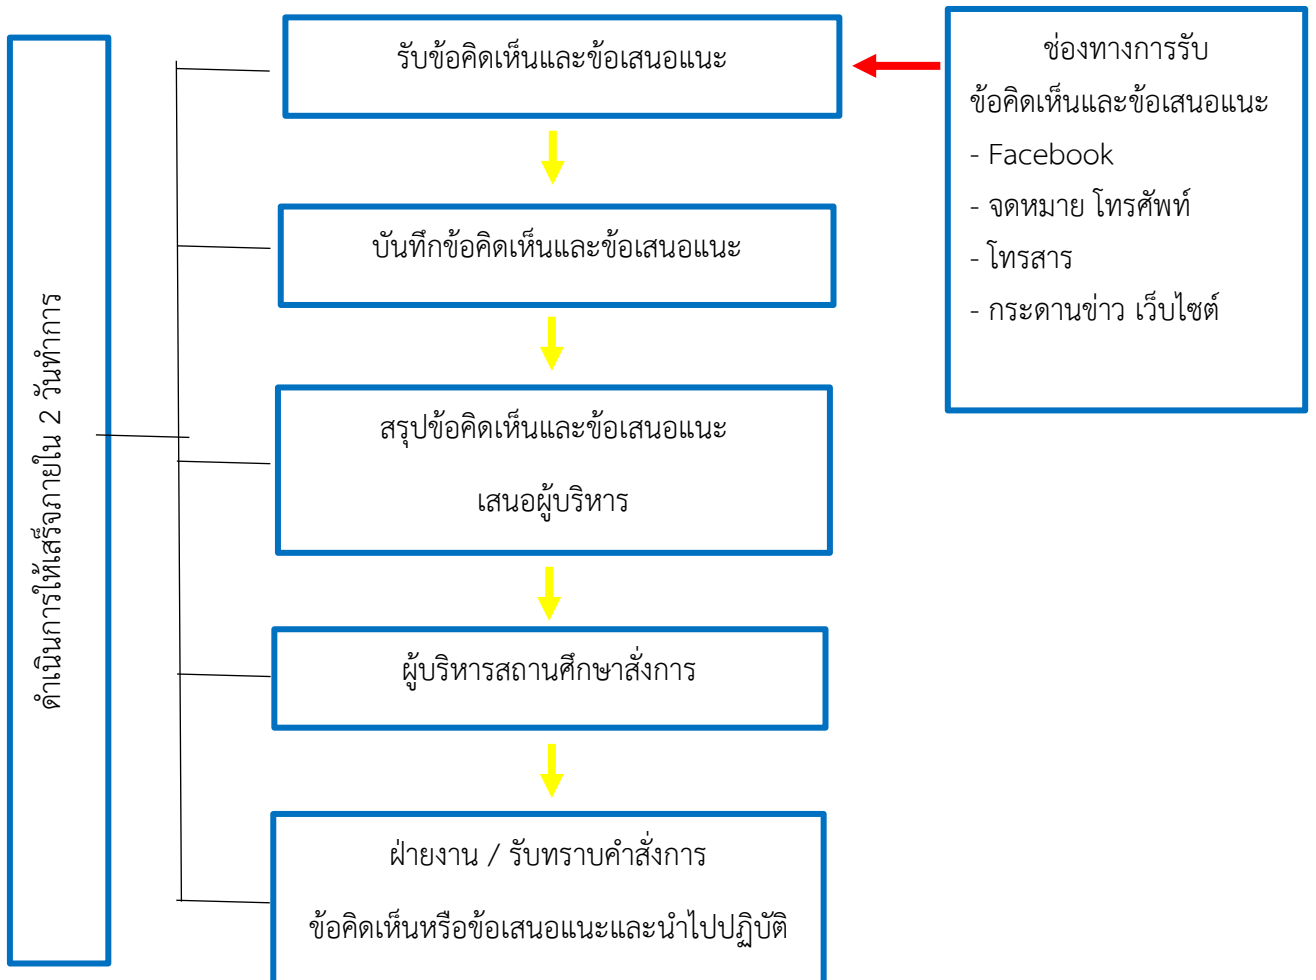 รับข้อคิดเห็นและข้อเสนอแนะ
ช่องทางการรับ
ข้อคิดเห็นและข้อเสนอแนะ
- Facebook
- จดหมาย โทรศัพท์
- โทรสาร
- กระดานข่าว เว็บไซต์
บันทึกข้อคิดเห็นและข้อเสนอแนะ
สรุปข้อคิดเห็นและข้อเสนอแนะ
เสนอผู้บริหาร
ผู้บริหารสถานศึกษาสั่งการ
ฝ่ายงาน / รับทราบคำสั่งการ
ข้อคิดเห็นหรือข้อเสนอแนะและนำไปปฏิบัติ
ดำเนินการให้เสร็จภายใน 2 วันทำการ